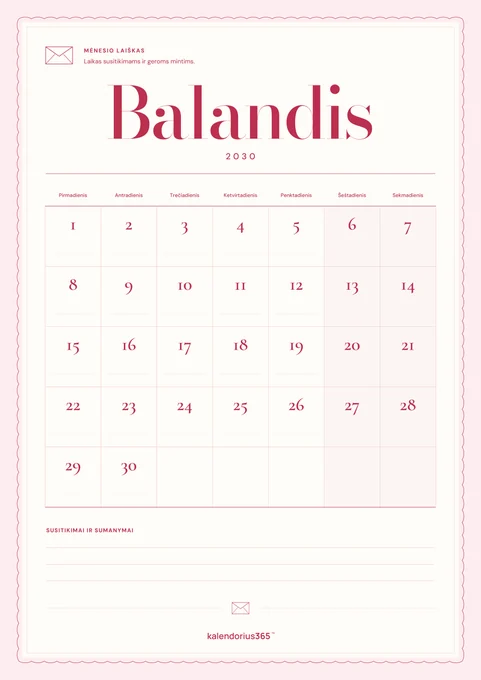 MĖNESIO LAIŠKAS
Laikas susitikimams ir geroms mintims.
Balandis
2030
Pirmadienis Antradienis Trečiadienis Ketvirtadienis Penktadienis Šeštadienis Sekmadienis
1 2 3 4 5 6 7
8 9 10 11 12 13 14
15 16 17 18 19 20 21
22 23 24 25 26 27 28
29 30
SUSITIKIMAI IR SUMANYMAI
kalendorius365™